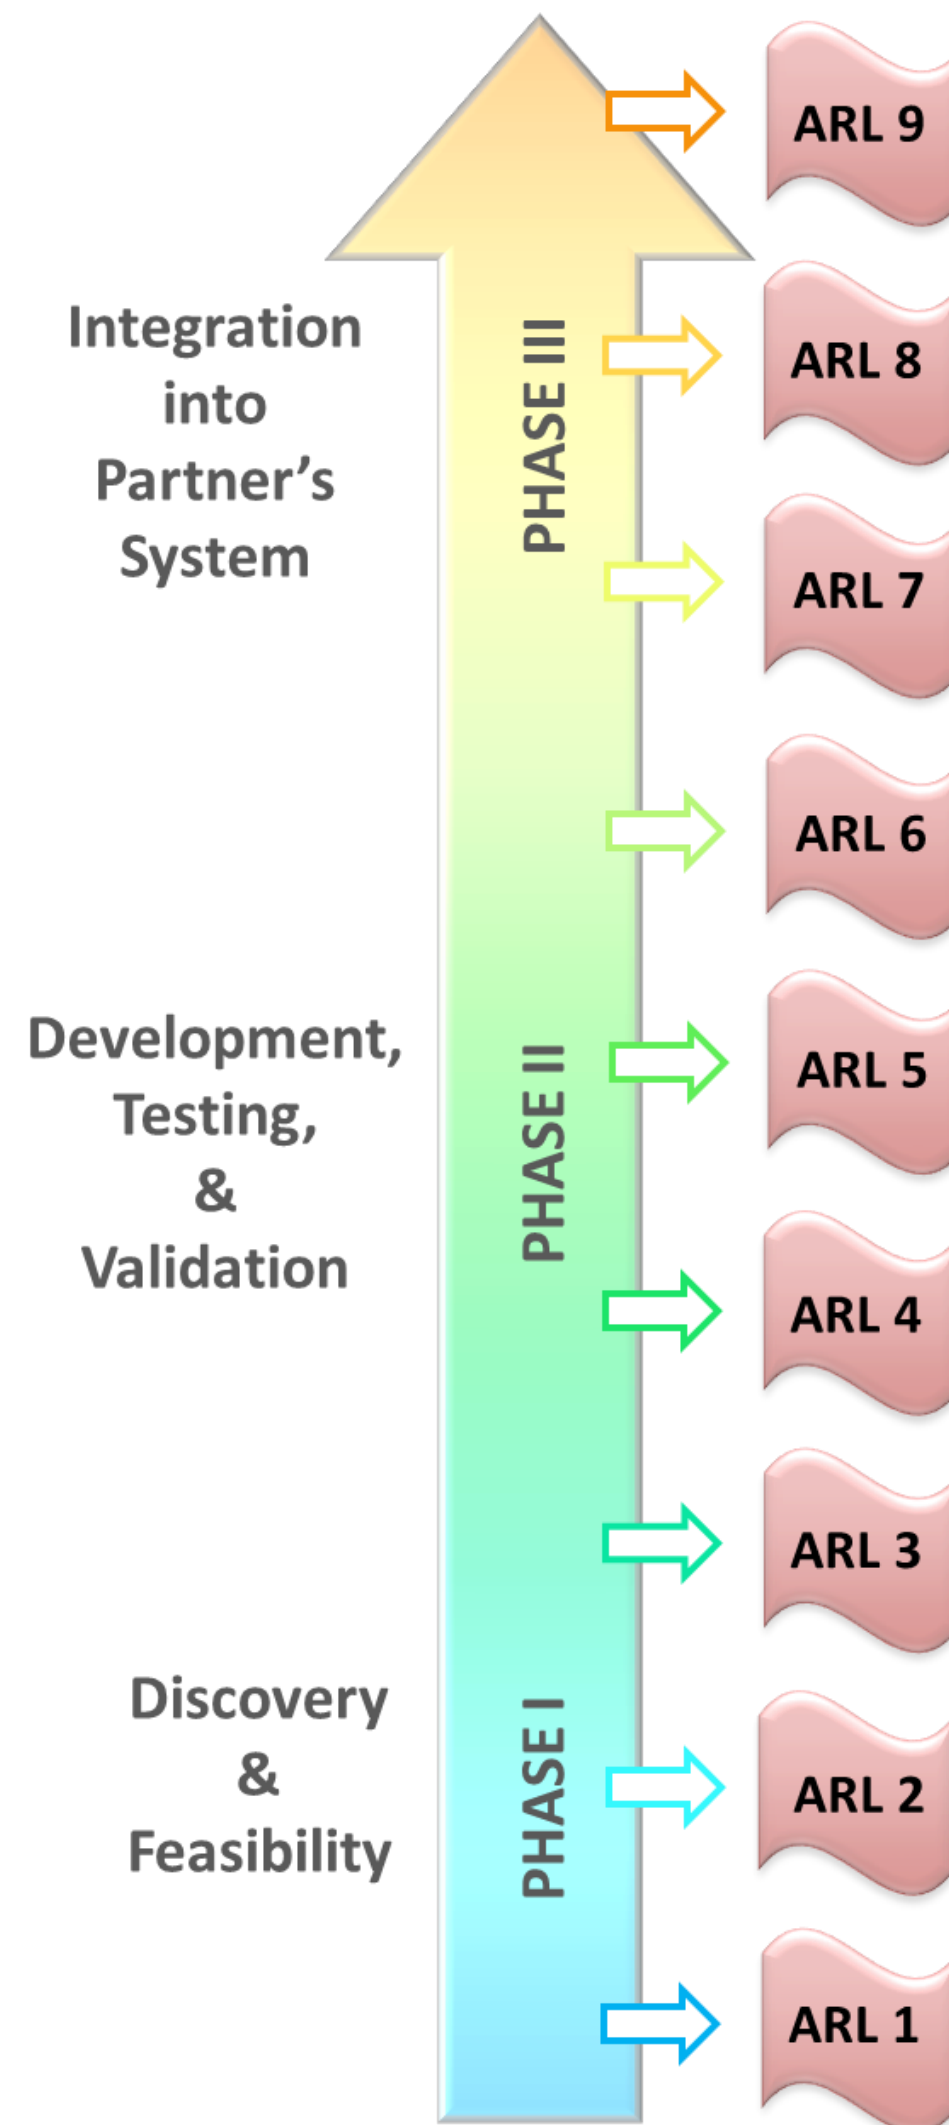 ARL 9
Integration
into
Partner's
System
PHASE III
ARL 8
ARL 7
ARL 6
Development,
Testing,
&
Validation
PHASE II
ARL 5
ARL 4
ARL 3
Discovery
&
Feasibility
PHASE I
ARL 2
ARL 1